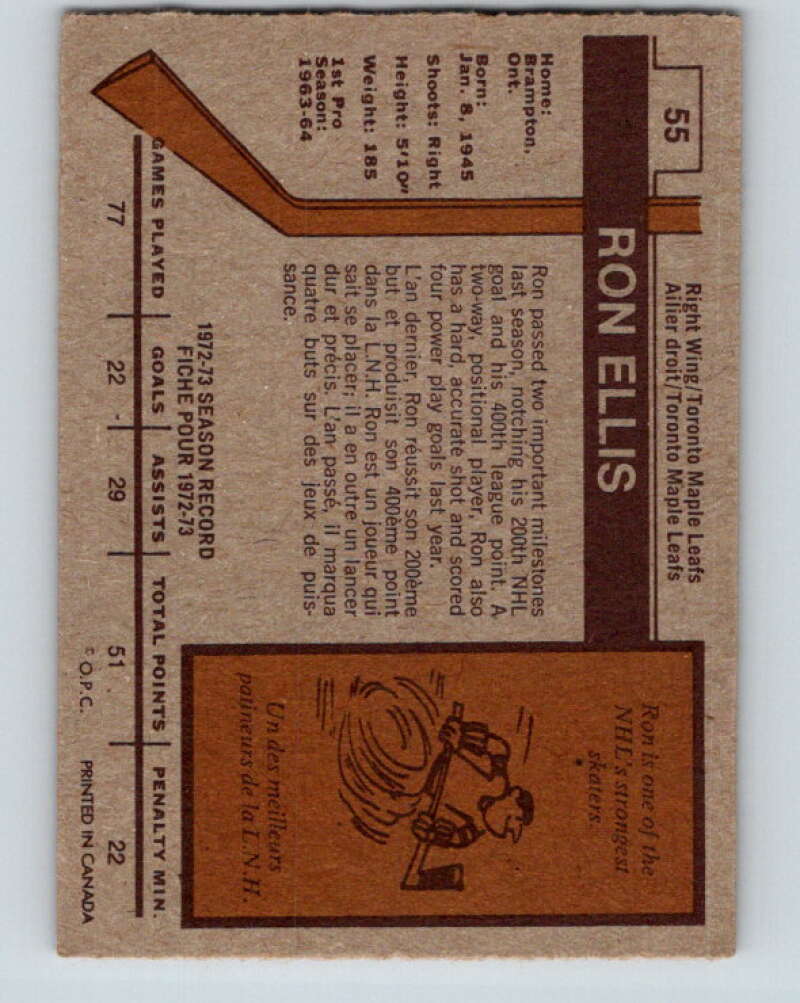 55
Right Wing/Toronto Maple Leafs
Ailier droit/Toronto Maple Leafs
RON ELLIS
Home:
Brampton,
Ont.
Born:
Jan. 8, 1945
Shoots: Right
Height: 5'10"
Weight: 185
1st Pro
Season:
1963-64
Ron passed two important milestones
last season, notching his 200th NHL
goal and his 400th league point. A
two-way, positional player, Ron also
has a hard, accurate shot and scored
four power play goals last year.
L'an dernier, Ron réussit son 200ème
but et produisit son 400ème point
dans la L.N.H. Ron est un joueur qui
sait se placer; il a en outre un lancer
dur et précis. L'an passé, il marqua
quatre buts sur des jeux de puis-
sance.
Ron is one of the
NHL's strongest
skaters
Un des meilleurs
patineurs de la L.N.H.
1972-73 SEASON RECORD
FICHE POUR 1972-73
GAMES PLAYED GOALS ASSISTS TOTAL POINTS PENALTY MIN.
77 22 29 51 22
© O.P.C. PRINTED IN CANADA